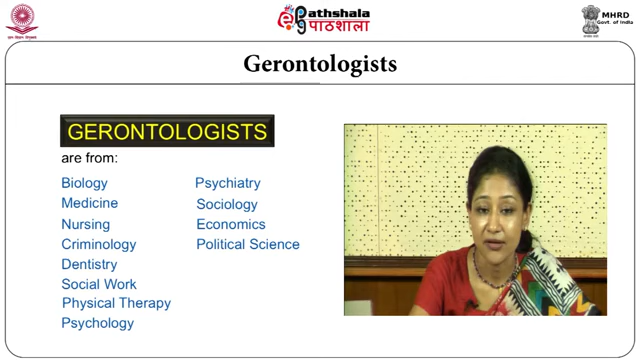 ePathshala
पाठशाला
MHRD
Govt. of India
Gerontologists
GERONTOLOGISTS
are from:
Biology
Medicine
Nursing
Criminology
Dentistry
Social Work
Physical Therapy
Psychology
Psychiatry
Sociology
Economics
Political Science